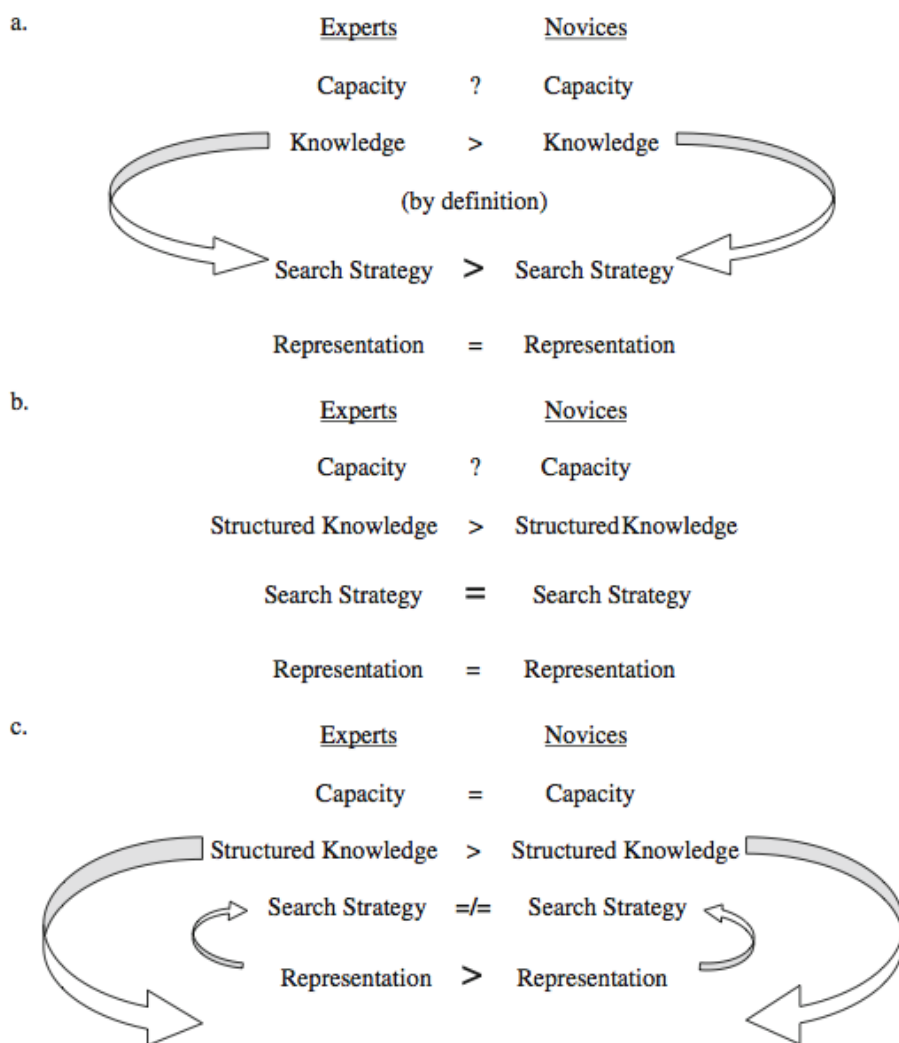 a.
Experts Novices
Capacity ? Capacity
Knowledge > Knowledge
(by definition)
Search Strategy > Search Strategy
Representation = Representation
b.
Experts Novices
Capacity ? Capacity
Structured Knowledge > StructuredKnowledge
Search Strategy = Search Strategy
Representation = Representation
c.
Experts Novices
Capacity = Capacity
Structured Knowledge > Structured Knowledge
Search Strategy =/= Search Strategy
Representation > Representation